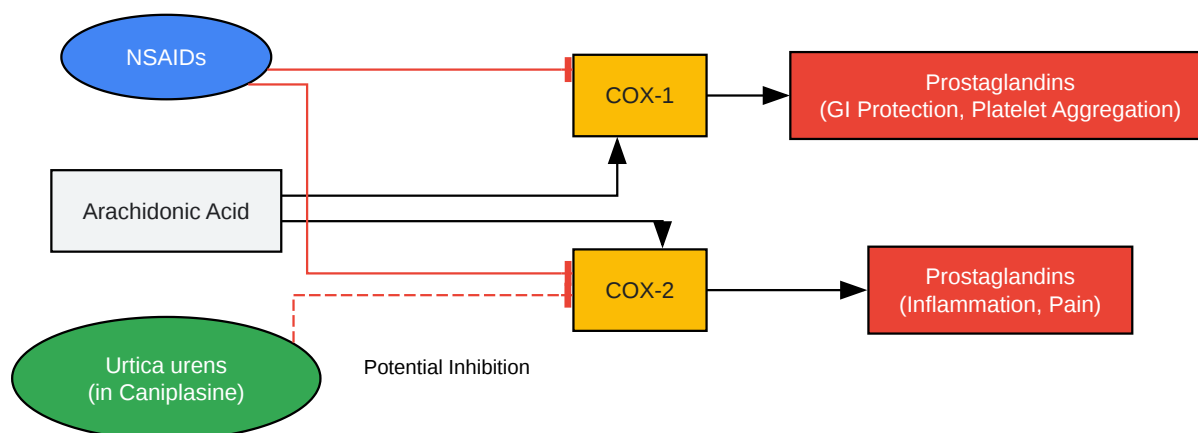 NSAIDs
COX-1
Prostaglandins
(GI Protection, Platelet Aggregation)
Arachidonic Acid
COX-2
Prostaglandins
(Inflammation, Pain)
Urtica urens
(in Caniplasine)
Potential Inhibition